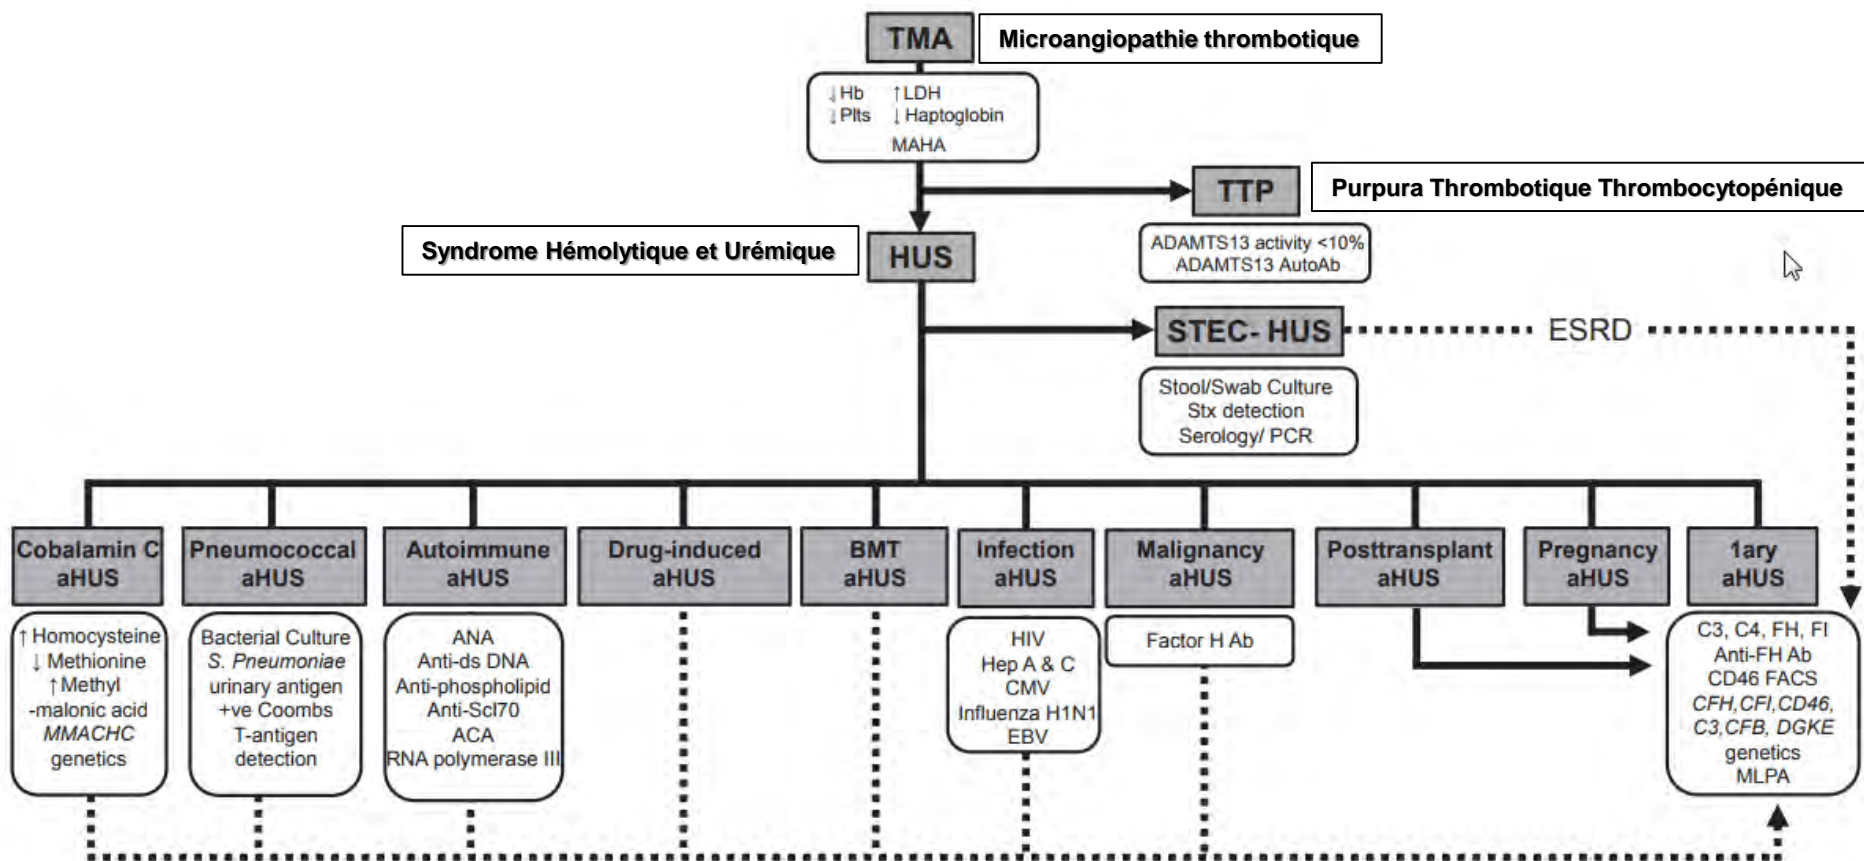 TMA
Microangiopathie thrombotique
↓Hb ↑LDH
↓Plts ↓Haptoglobin
MAHA
TTP
Purpura Thrombotique Thrombocytopénique
ADAMTS13 activity <10%
ADAMTS13 AutoAb
Syndrome Hémolytique et Urémique
HUS
STEC- HUS
ESRD
Stool/Swab Culture
Stx detection
Serology/ PCR
Cobalamin C
aHUS
↑Homocysteine
↓ Methionine
↑Methyl
-malonic acid
MMACHC
genetics
Pneumococcal
aHUS
Bacterial Culture
S. Pneumoniae
urinary antigen
+ve Coombs
T-antigen
detection
Autoimmune
aHUS
ANA
Anti-ds DNA
Anti-phospholipid
Anti-Scl70
ACA
RNA polymerase III
Drug-induced
aHUS
BMT
aHUS
Infection
aHUS
HIV
Hep A & C
CMV
Influenza H1N1
EBV
Malignancy
aHUS
Factor H Ab
Posttransplant
aHUS
Pregnancy
aHUS
1ary
aHUS
C3, C4, FH, FI
Anti-FH Ab
CD46 FACS
CFH,CFI,CD46,
C3,CFB, DGKE
genetics
MLPA